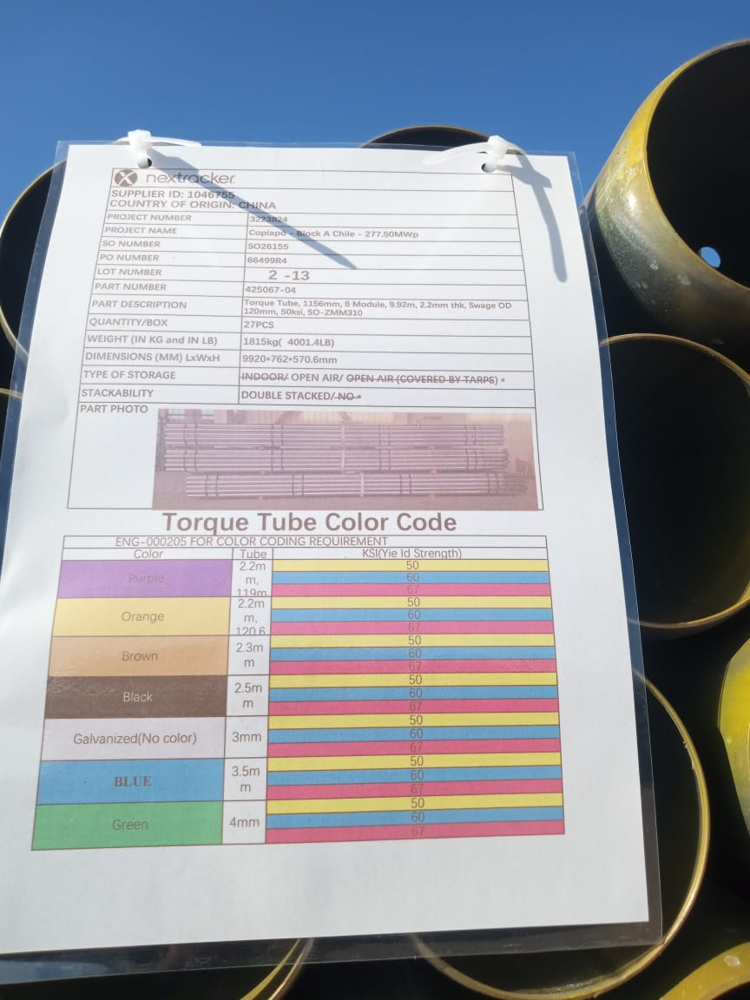 nextracker
SUPPLIER ID: 1046755
COUNTRY OF ORIGIN: CHINA
PROJECT NUMBER 3223824
PROJECT NAME Copiapó - Block A Chile - 277.50MWp
SO NUMBER SO26155
PO NUMBER 66499R4
LOT NUMBER 2 -13
PART NUMBER 425067-04
PART DESCRIPTION Torque Tube, 1156mm, 8 Module, 9.92m, 2.2mm thk, Swage OD
120mm, 50ksi, SO-ZMM310
QUANTITY/BOX 27PCS
WEIGHT (IN KG and IN LB) 1815kg( 4001.4LB)
DIMENSIONS (MM) LxWxH 9920*762*570.6mm
TYPE OF STORAGE INDOOR/ OPEN AIR/ OPEN AIR (COVERED BY TARPS) *
STACKABILITY DOUBLE STACKED/ NO *
PART PHOTO
Torque Tube Color Code
ENG-000205 FOR COLOR CODING REQUIREMENT
Color Tube KSI(Yie ld Strength)
Purple 2.2m
m,
119m
50
60
67
Orange 2.2m
m,
120.6
50
60
67
Brown 2.3m
m
50
60
67
Black 2.5m
m
50
60
67
Galvanized(No color) 3mm
50
60
67
BLUE 3.5m
m
50
60
67
Green 4mm
50
60
67